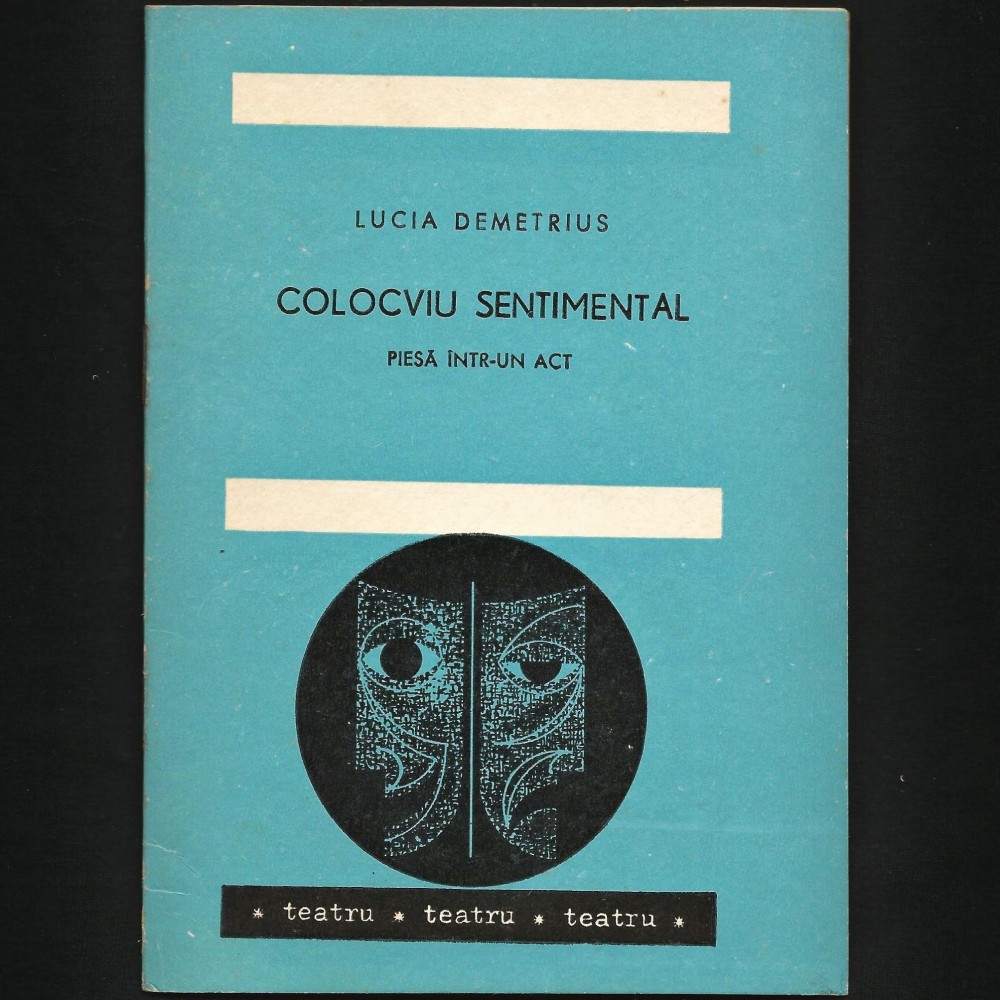 LUCIA DEMETRIUS
COLOCVIU SENTIMENTAL
PIESĂ ÎNTR-UN ACT
* teatru * teatru * teatru *